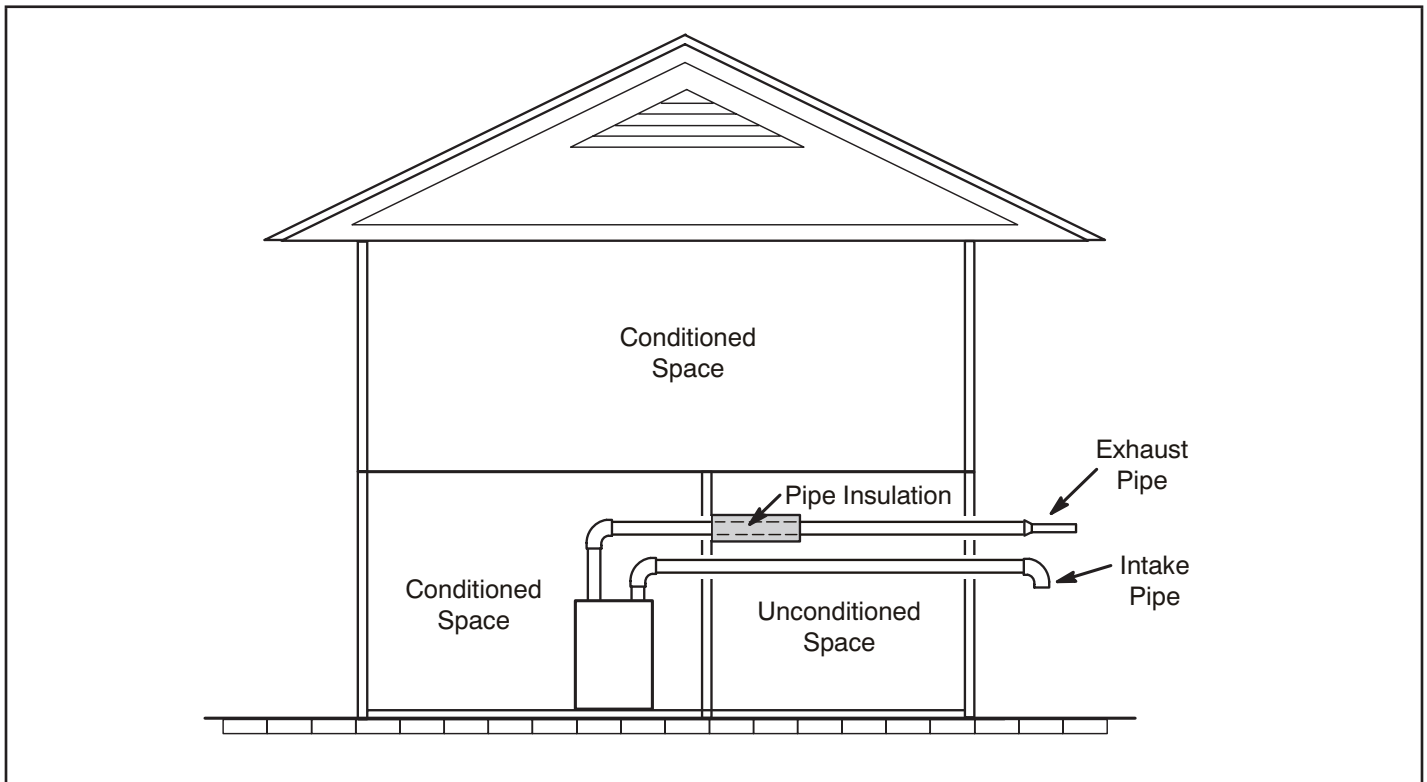 Conditioned
Space
Exhaust
Pipe
Pipe Insulation
Intake
Pipe
Conditioned
Space
Unconditioned
Space